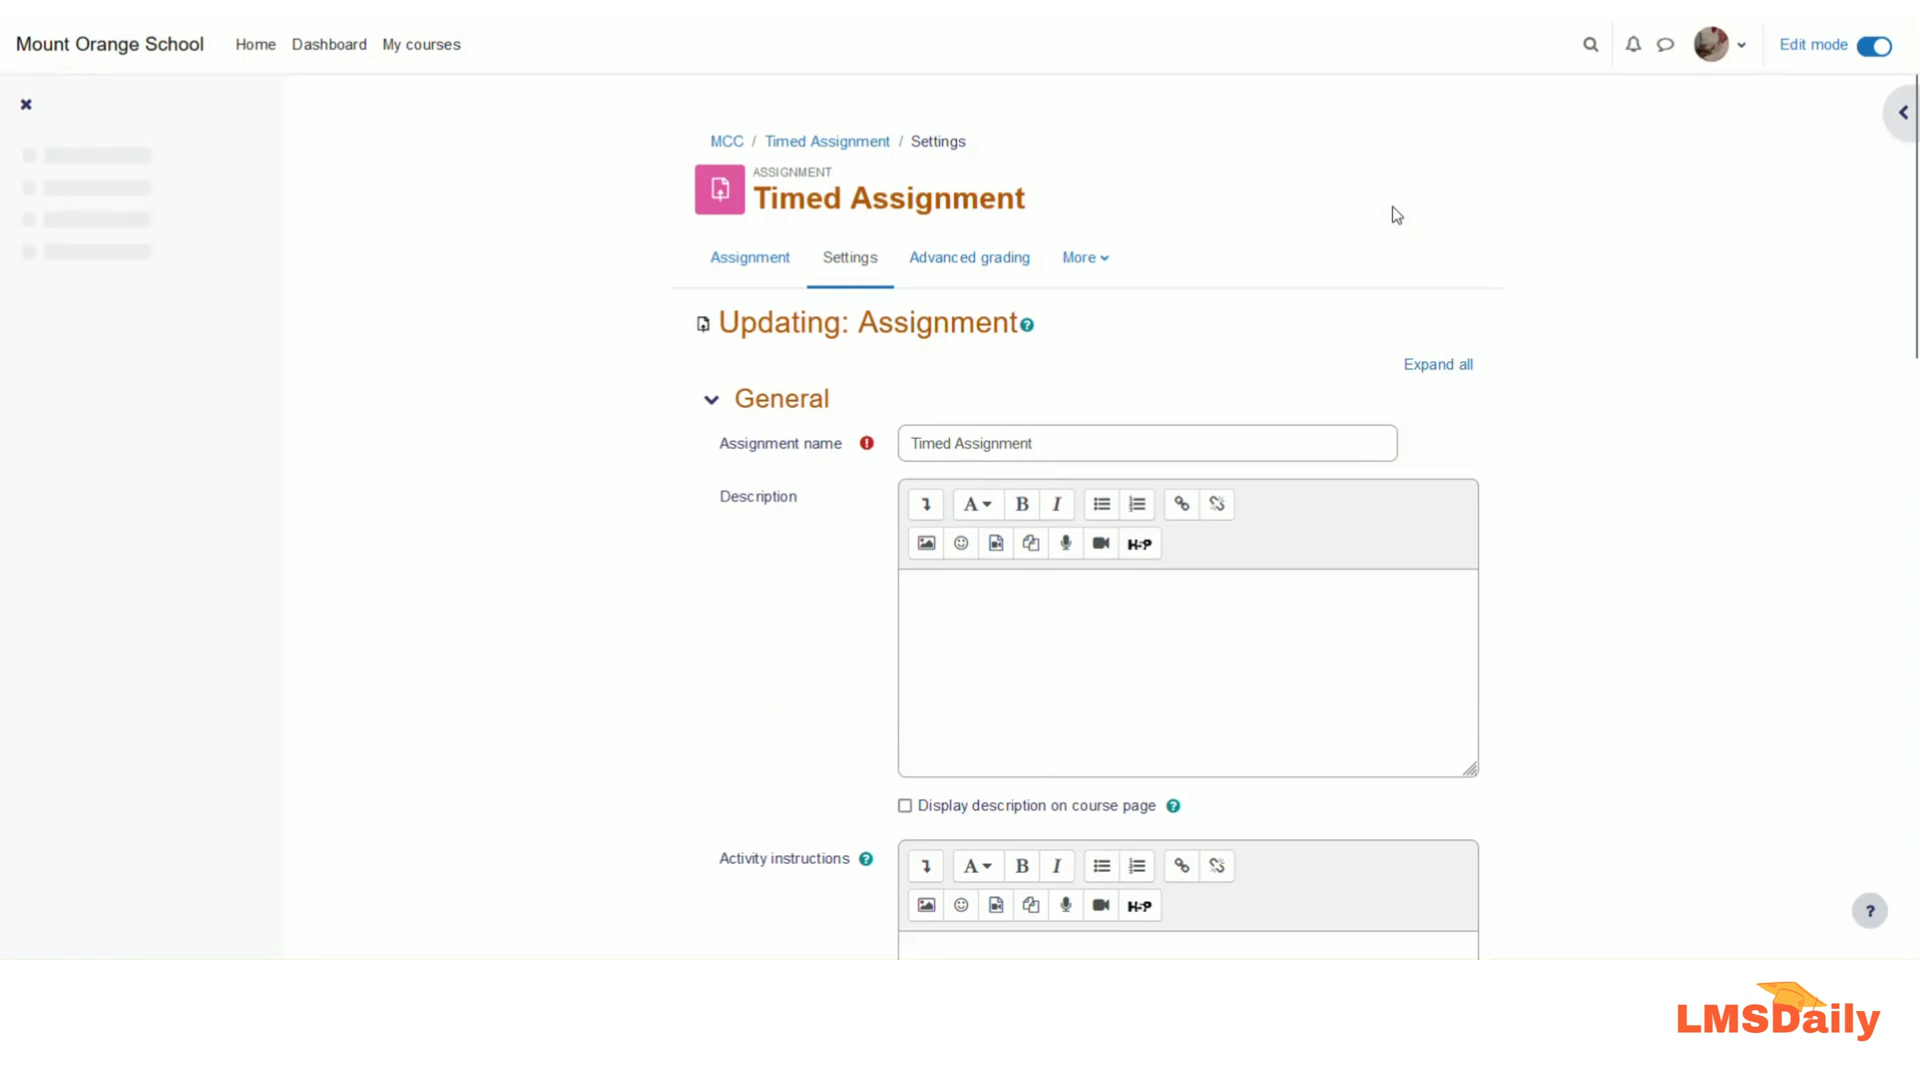 Mount Orange School Home Dashboard My courses Edit mode
MCC / Timed Assignment / Settings
ASSIGNMENT
Timed Assignment
Assignment Settings Advanced grading More
Updating: Assignment ?
Expand all
General
Assignment name ! Timed Assignment
Description
A B I
H-P
Display description on course page ?
Activity instructions ?
A B I
H-P
?
LMSDaily